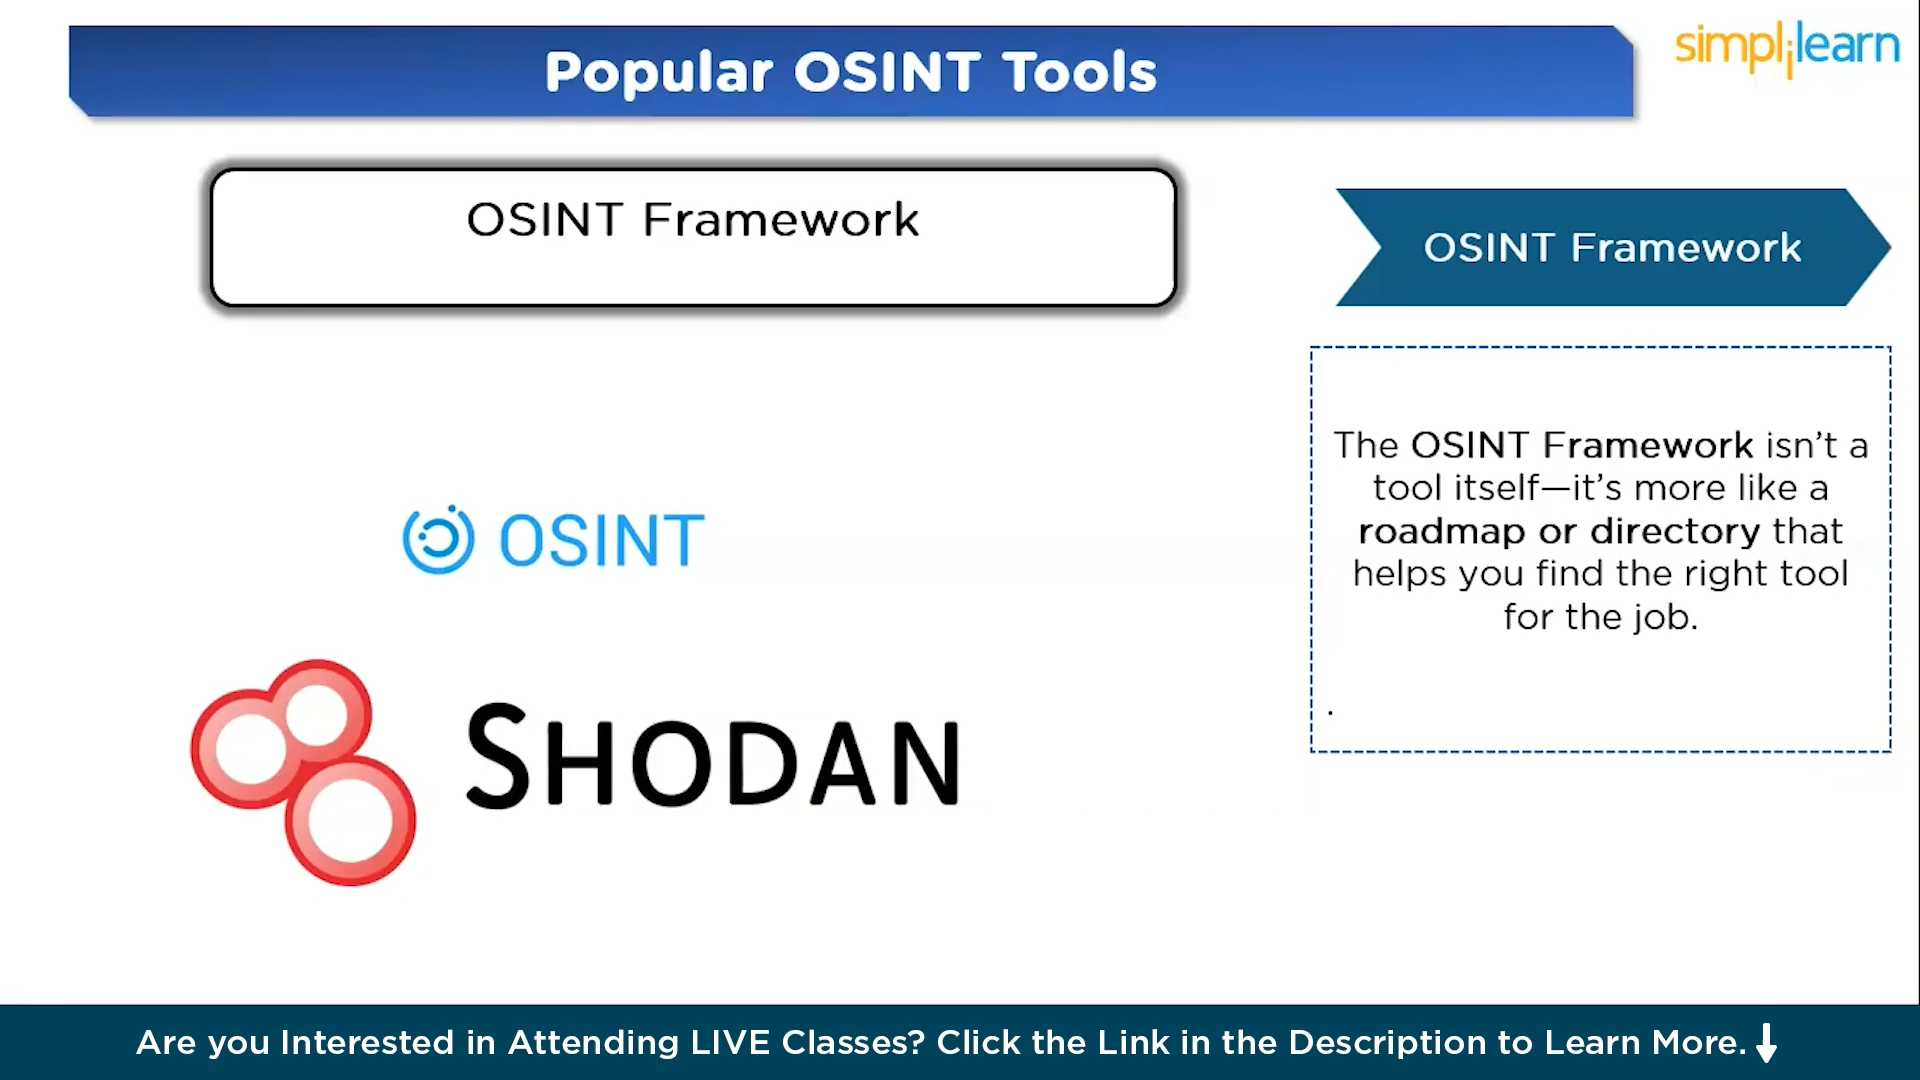 Popular OSINT Tools
simplilearn
OSINT Framework
OSINT Framework
The OSINT Framework isn’t a
tool itself—it’s more like a
roadmap or directory that
helps you find the right tool
for the job.
.
OSINT
SHODAN
Are you Interested in Attending LIVE Classes? Click the Link in the Description to Learn More.